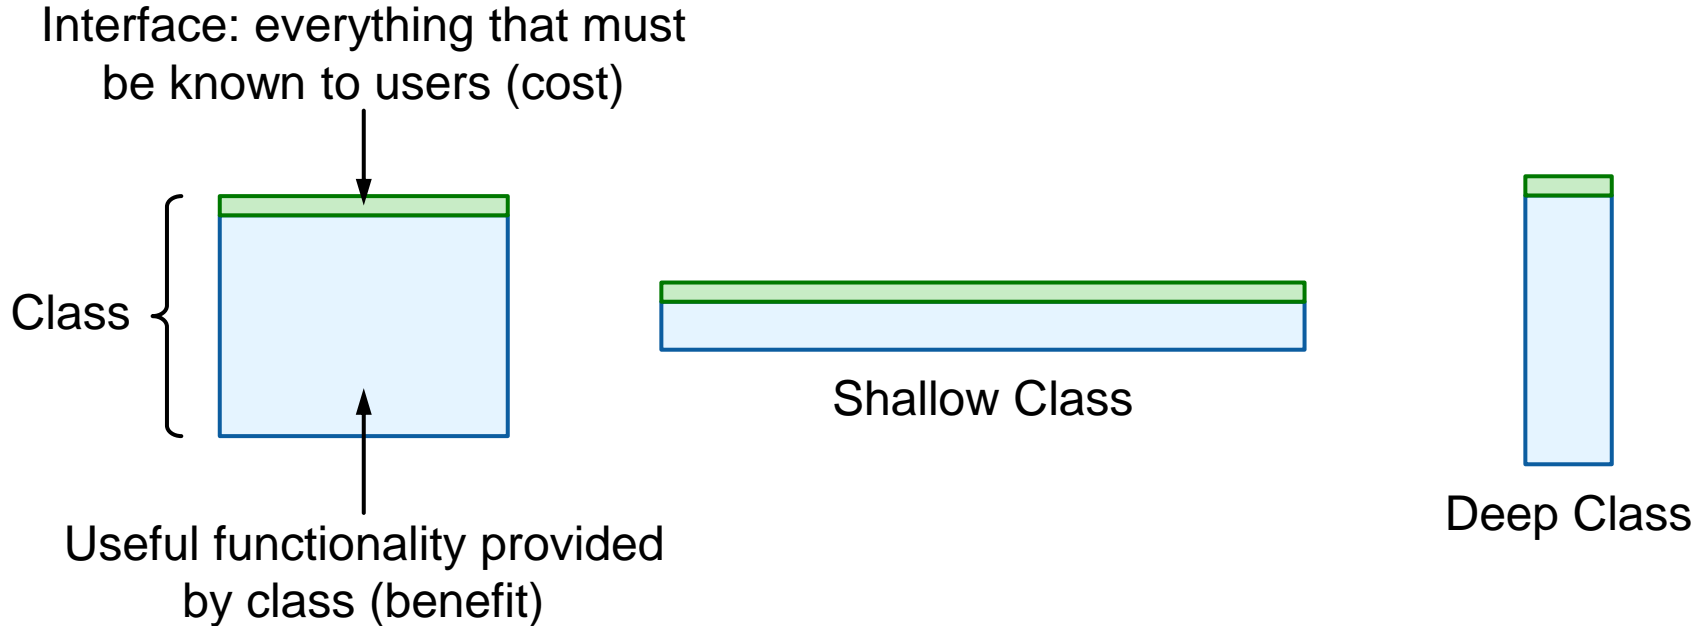 Interface: everything that must
be known to users (cost)
Class
Useful functionality provided
by class (benefit)
Shallow Class
Deep Class